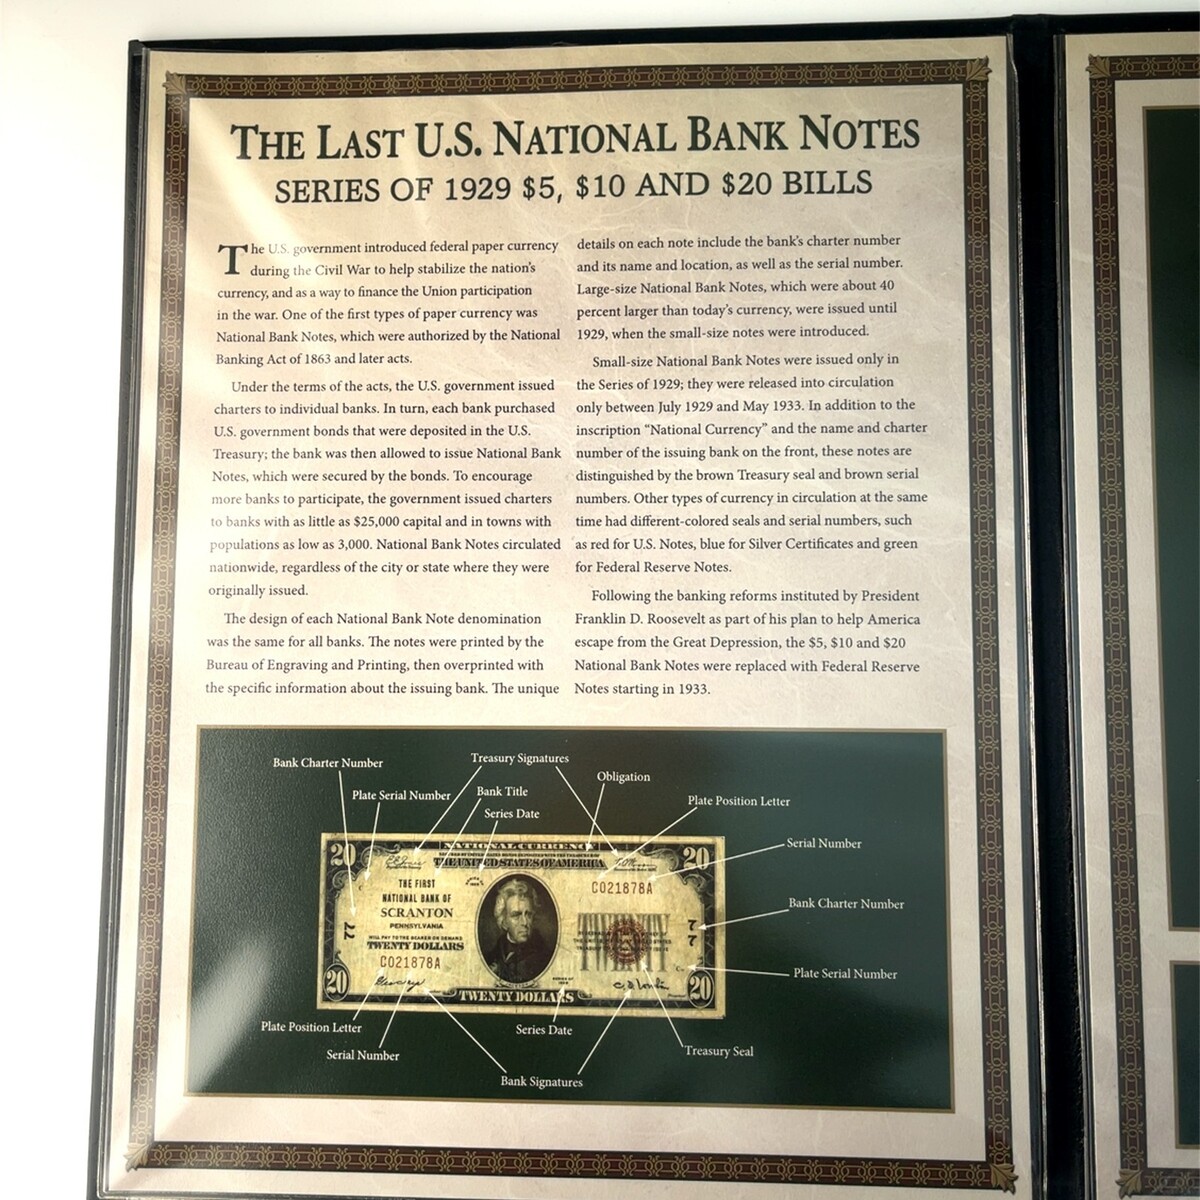 THE LAST U.S. NATIONAL BANK NOTES
SERIES OF 1929 $5, $10 AND $20 BILLS
The U.S. government introduced federal paper currency
during the Civil War to help stabilize the nation's
currency, and as a way to finance the Union participation
in the war. One of the first types of paper currency was
National Bank Notes, which were authorized by the National
Banking Act of 1863 and later acts.
Under the terms of the acts, the U.S. government issued
charters to individual banks. In turn, each bank purchased
U.S. government bonds that were deposited in the U.S.
Treasury; the bank was then allowed to issue National Bank
Notes, which were secured by the bonds. To encourage
more banks to participate, the government issued charters
to banks with as little as $25,000 capital and in towns with
populations as low as 3,000. National Bank Notes circulated
nationwide, regardless of the city or state where they were
originally issued.
The design of each National Bank Note denomination
was the same for all banks. The notes were printed by the
Bureau of Engraving and Printing, then overprinted with
the specific information about the issuing bank. The unique
details on each note include the bank's charter number
and its name and location, as well as the serial number.
Large-size National Bank Notes, which were about 40
percent larger than today's currency, were issued until
1929, when the small-size notes were introduced.
Small-size National Bank Notes were issued only in
the Series of 1929; they were released into circulation
only between July 1929 and May 1933. In addition to the
inscription “National Currency” and the name and charter
number of the issuing bank on the front, these notes are
distinguished by the brown Treasury seal and brown serial
numbers. Other types of currency in circulation at the same
time had different-colored seals and serial numbers, such
as red for U.S. Notes, blue for Silver Certificates and green
for Federal Reserve Notes.
Following the banking reforms instituted by President
Franklin D. Roosevelt as part of his plan to help America
escape from the Great Depression, the $5, $10 and $20
National Bank Notes were replaced with Federal Reserve
Notes starting in 1933.
Treasury Signatures
Bank Charter Number
Obligation
Plate Serial Number
Bank Title
Plate Position Letter
Series Date
Serial Number
NATIONAL CURRENCY
20
THE UNITED STATES OF AMERICA
20
THE FIRST
NATIONAL BANK OF
SCRANTON
PENNSYLVANIA
WILL PAY TO THE BEARER ON DEMAND
TWENTY DOLLARS
C021878A
C021878A
77
77
TWENTY
20
TWENTY DOLLARS
20
Bank Charter Number
Plate Serial Number
Plate Position Letter
Serial Number
Series Date
Bank Signatures
Treasury Seal